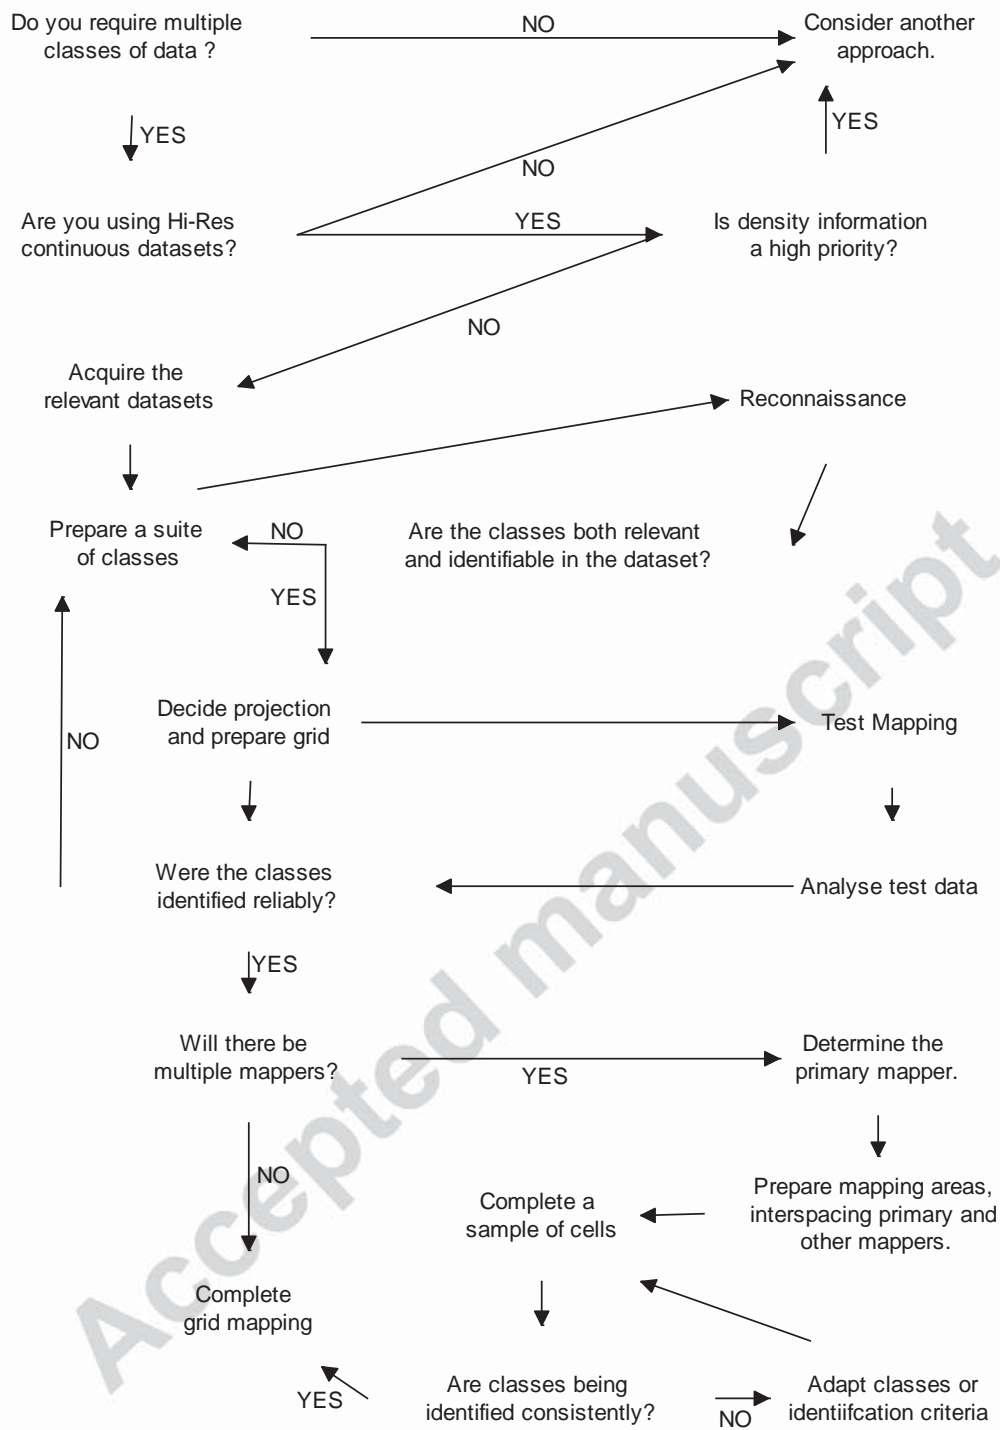 Do you require multiple
classes of data ?
NO
Consider another
approach.
YES
YES
NO
Are you using Hi-Res
continuous datasets?
YES
Is density information
a high priority?
NO
Acquire the
relevant datasets
Reconnaissance
Prepare a suite
of classes
NO
Are the classes both relevant
and identifiable in the dataset?
YES
Decide projection
and prepare grid
Test Mapping
NO
Were the classes
identified reliably?
Analyse test data
YES
Will there be
multiple mappers?
YES
Determine the
primary mapper.
NO
Complete a
sample of cells
Prepare mapping areas,
interspacing primary and
other mappers.
Complete
grid mapping
YES
Are classes being
identified consistently?
NO
Adapt classes or
identiifcation criteria
Accepted manuscript